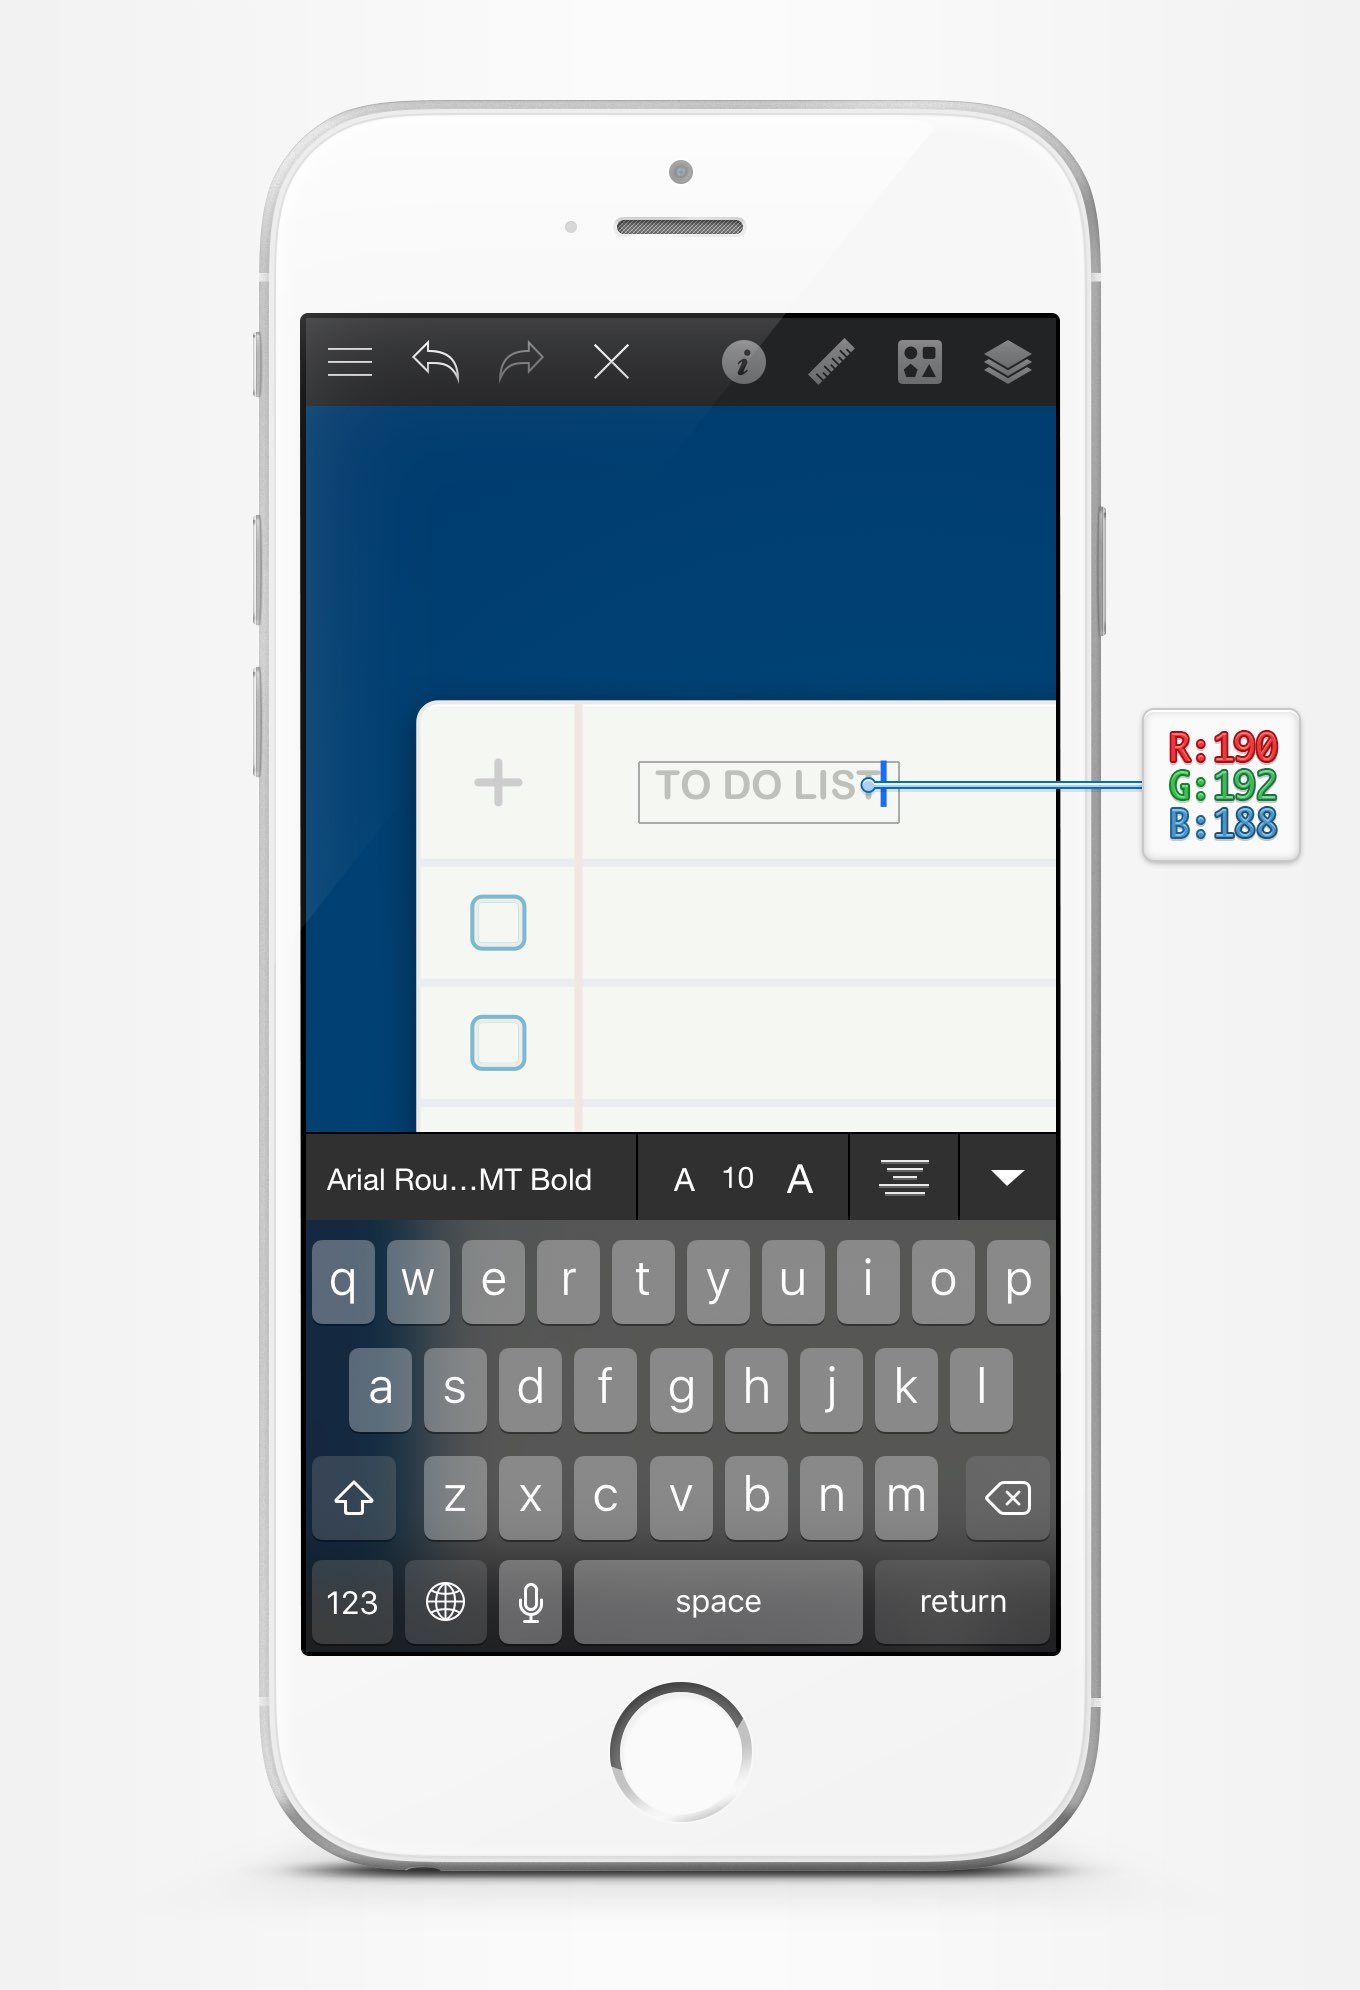 TO DO LIST
R:190
G:192
B:188
Arial Rou...MT Bold A 10 A
q w e r t y u i o p
a s d f g h j k l
z x c v b n m
123 space return